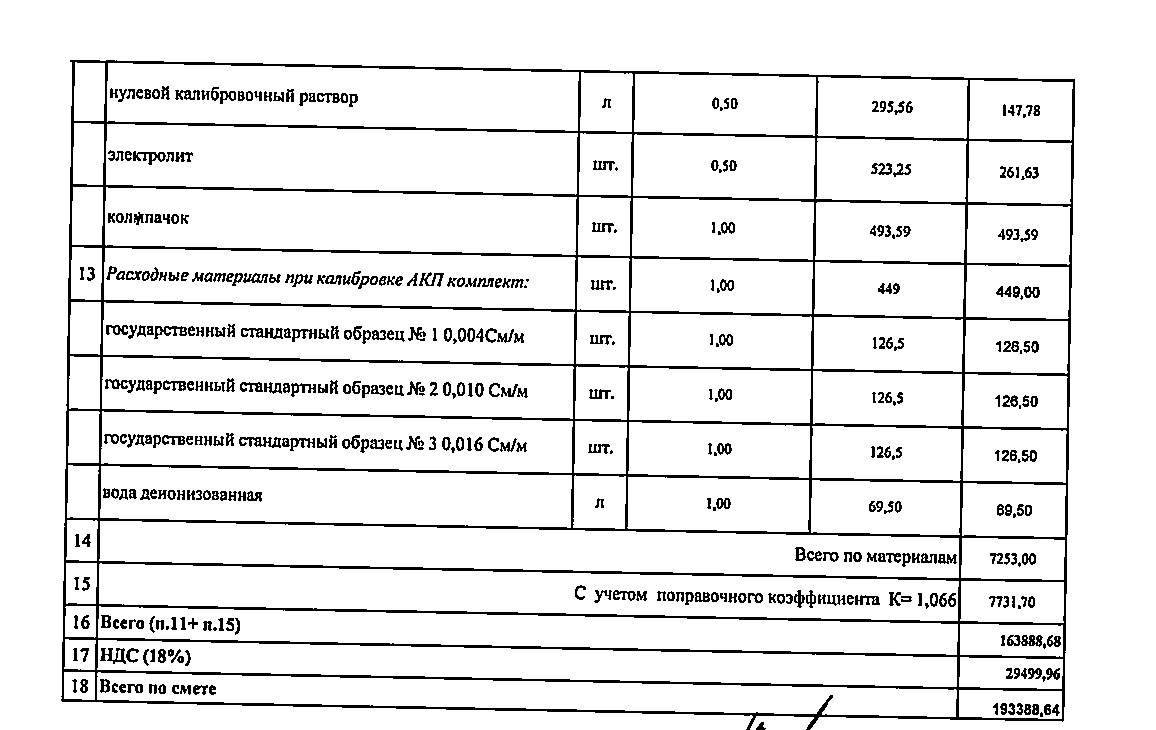 нулевой калибровочный раствор л 0,50 295,56 147,78
электролит шт. 0,50 523,25 261,63
колпачок шт. 1,00 493,59 493,59
13 Расходные материалы при калибровке АКП комплект: шт. 1,00 449 449,00
государственный стандартный образец № 1 0,004См/м шт. 1,00 126,5 126,50
государственный стандартный образец № 2 0,010 См/м шт. 1,00 126,5 126,50
государственный стандартный образец № 3 0,016 См/м шт. 1,00 126,5 126,50
вода деионизованная л 1,00 69,50 69,50
14 Всего по материалам 7253,00
15 С учетом поправочного коэффициента К= 1,066 7731,70
16 Всего (п.11+ п.15) 163888,68
17 НДС (18%) 29499,96
18 Всего по смете 193388,64